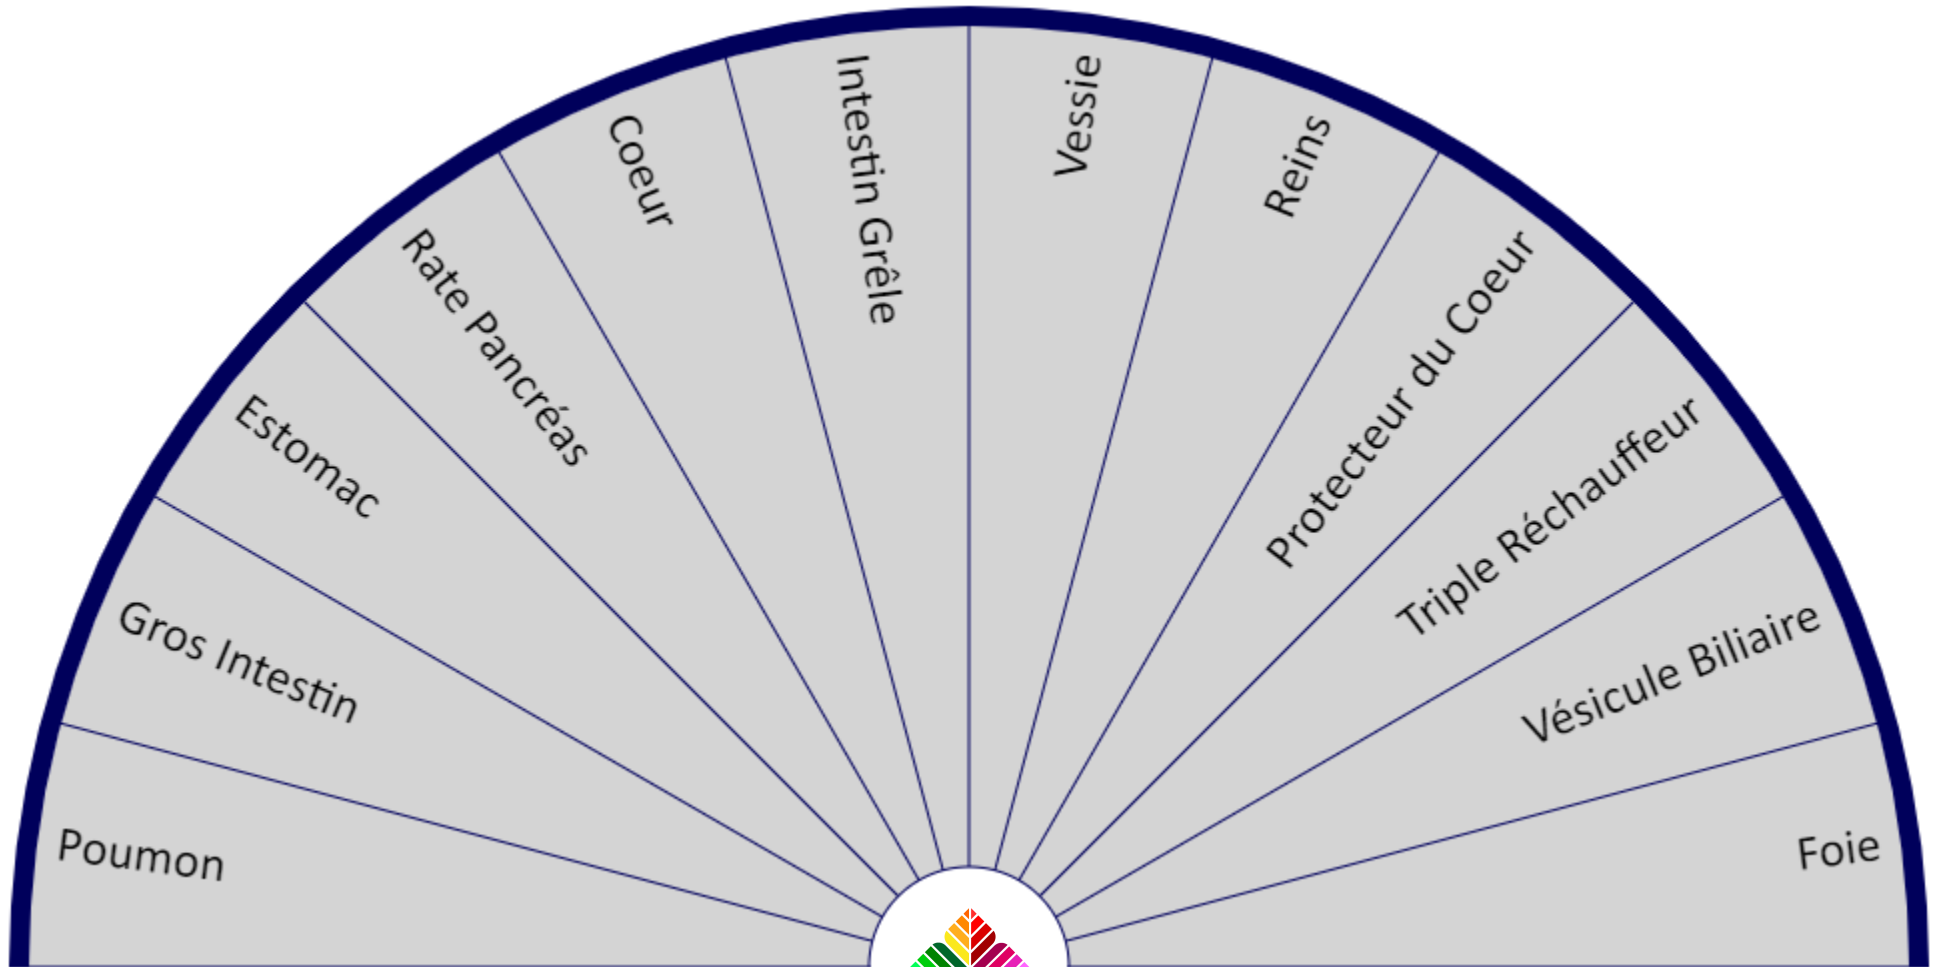 Poumon
Gros Intestin
Estomac
Rate Pancréas
Coeur
Intestin Grêle
Vessie
Reins
Protecteur du Coeur
Triple Réchauffeur
Vésicule Biliaire
Foie